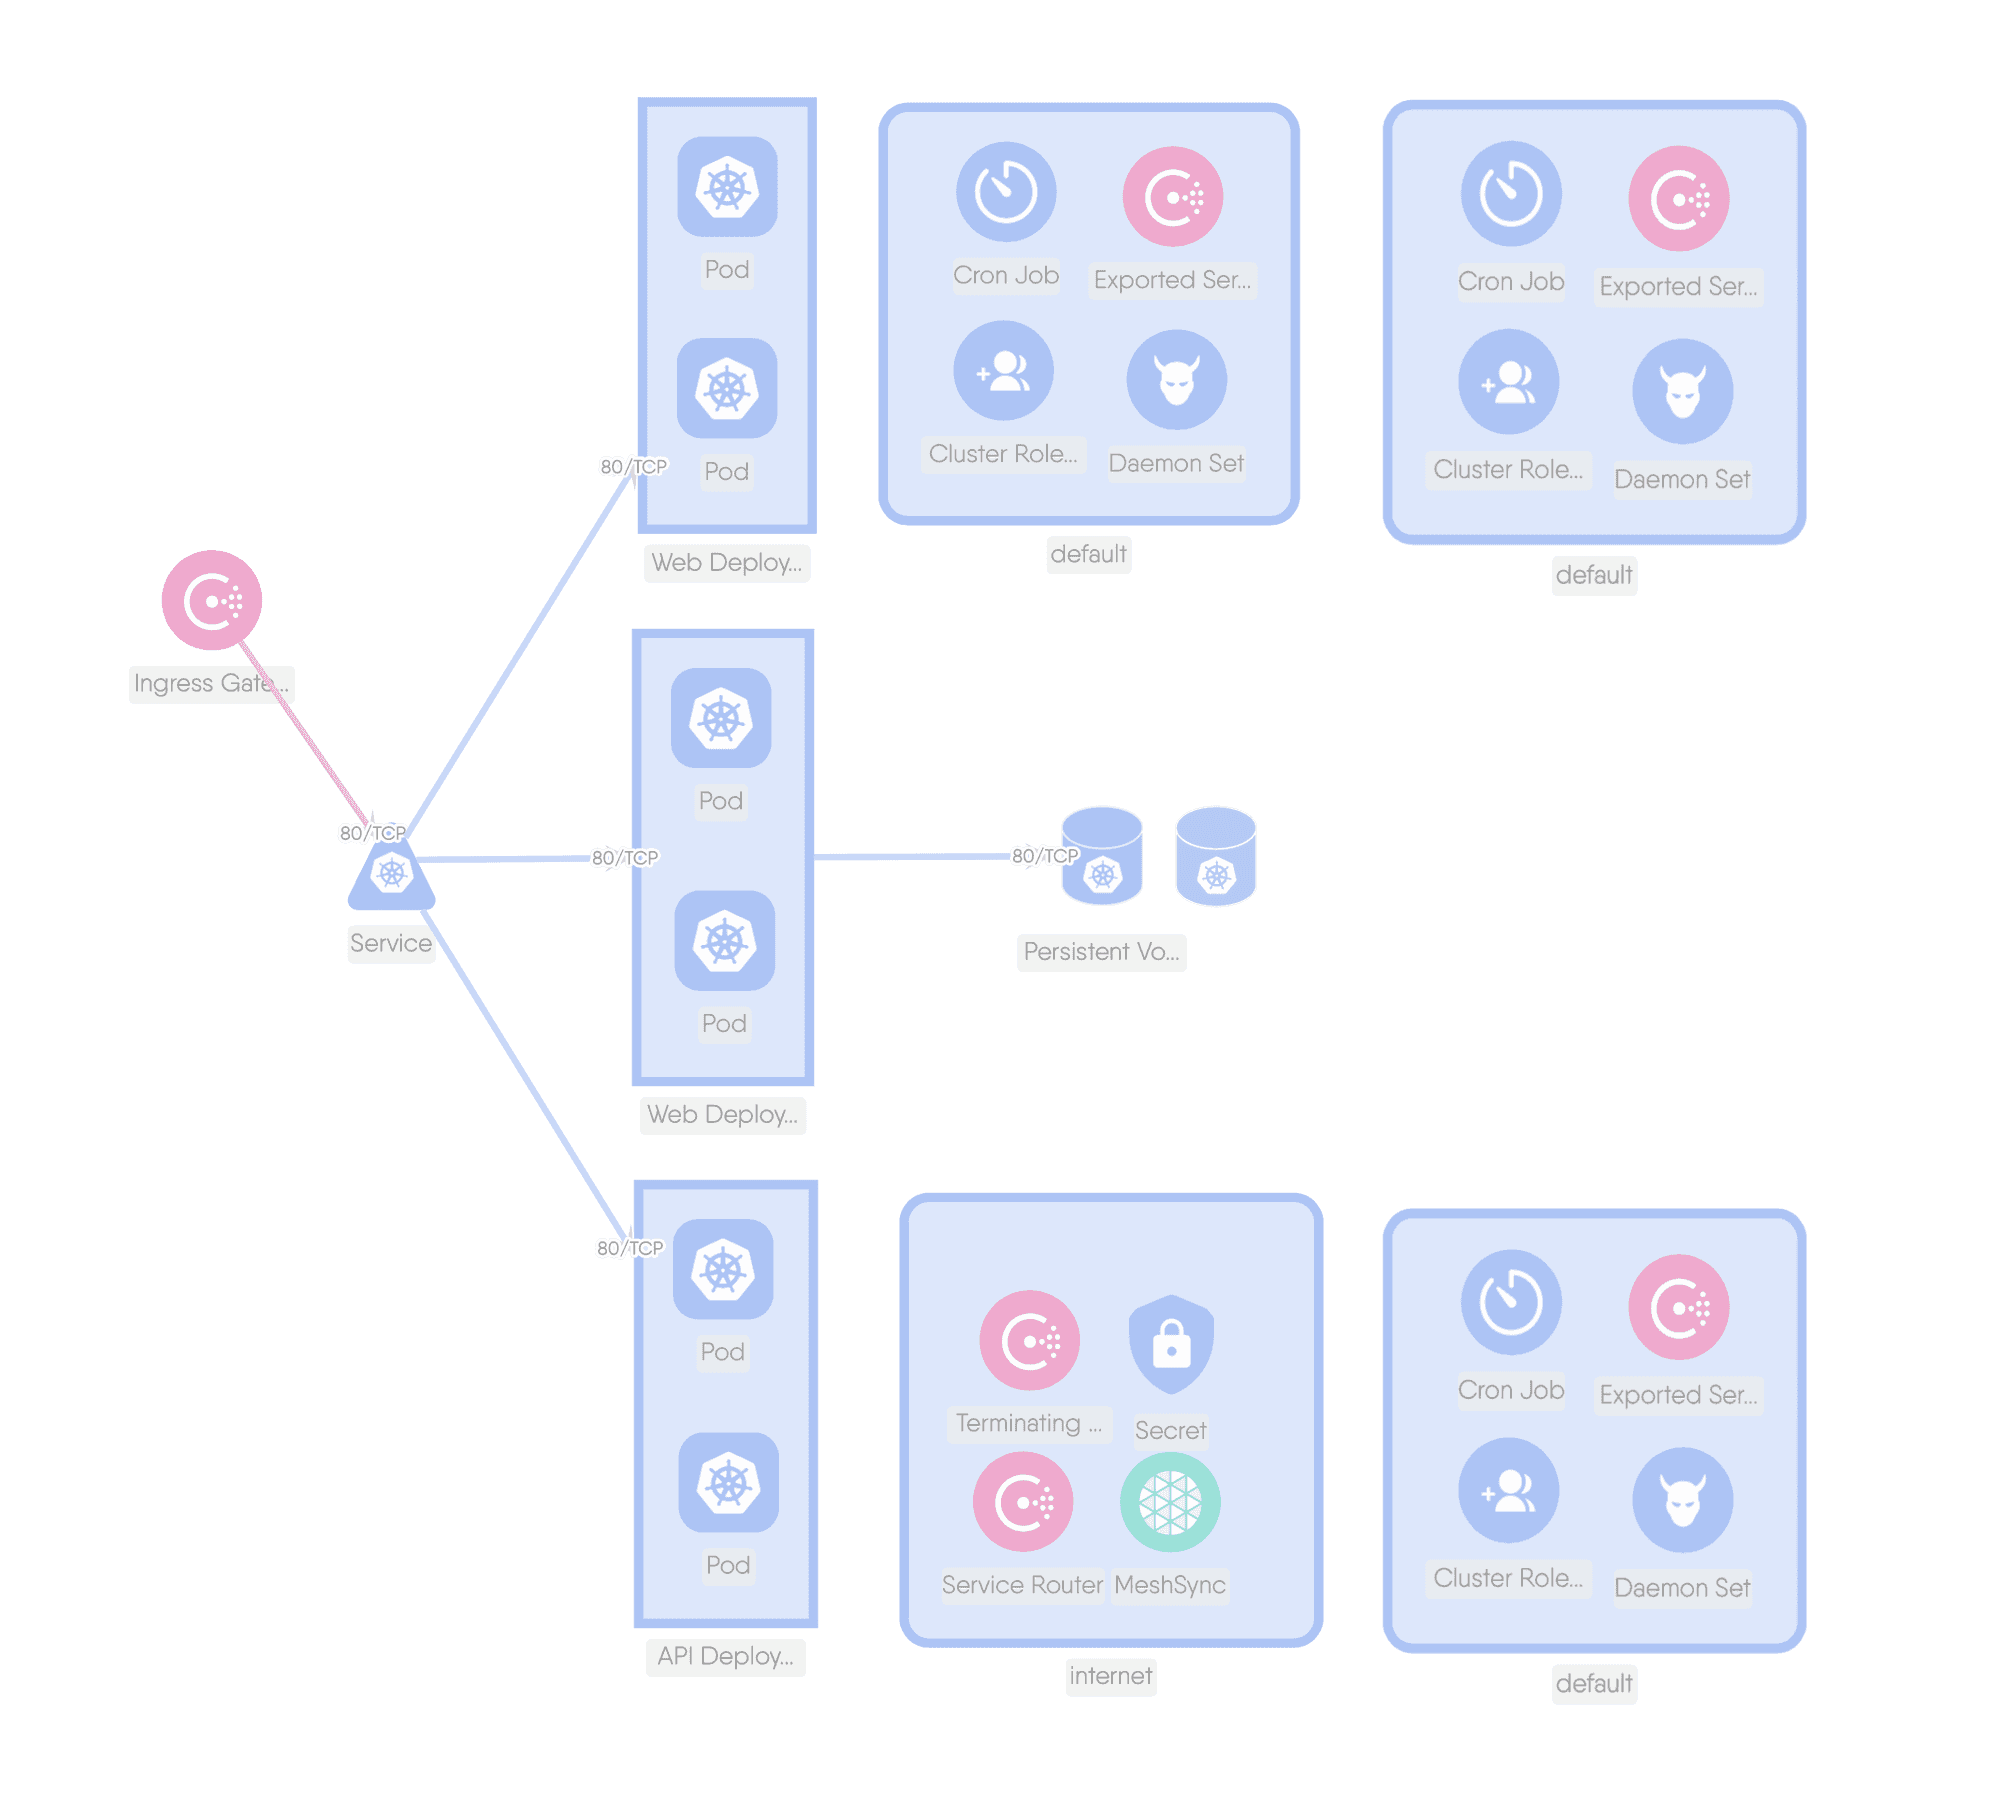 Pod
Pod
80/TCP
Web Deploy...
Cron Job
Exported Ser...
Cluster Role...
Daemon Set
default
Cron Job
Exported Ser...
Cluster Role...
Daemon Set
default
Ingress Gate...
80/TCP
Service
Pod
80/TCP
Pod
Web Deploy...
80/TCP
Persistent Vo...
80/TCP
Pod
Pod
API Deploy...
Terminating ...
Secret
Service Router
MeshSync
internet
Cron Job
Exported Ser...
Cluster Role...
Daemon Set
default